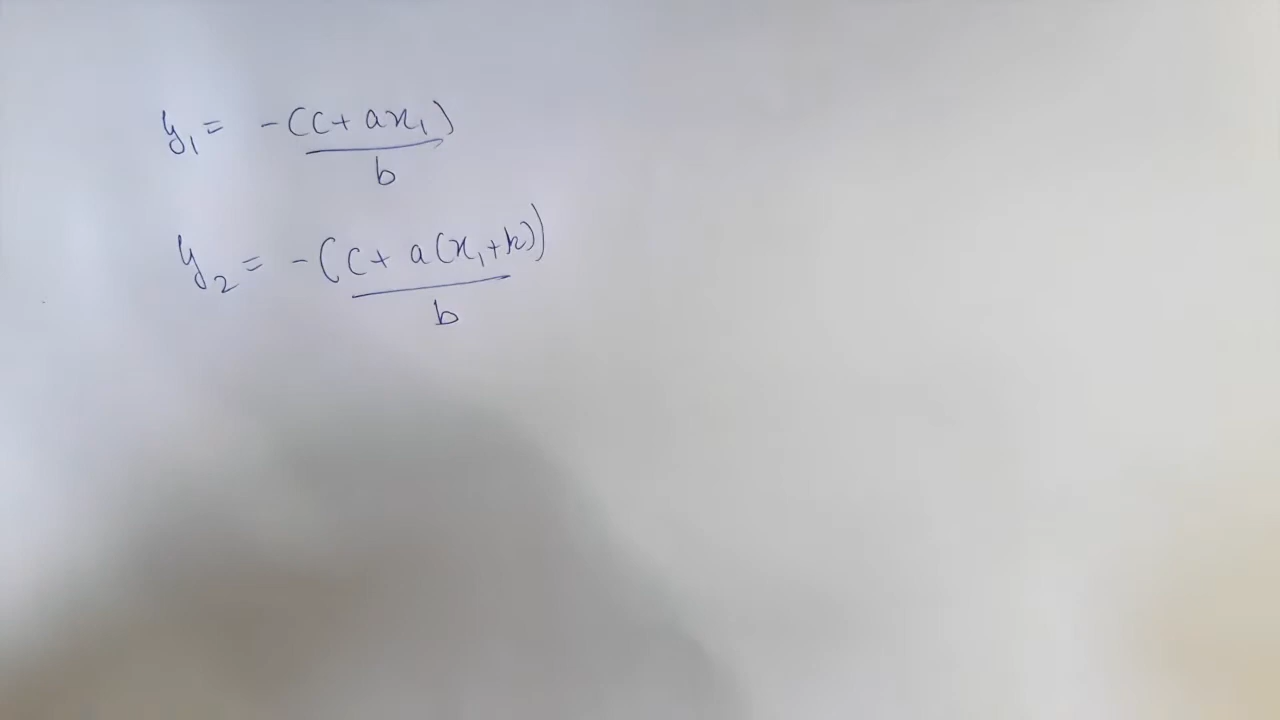 y₁ = -(c + ax₁) / b
y₂ = -(c + a(x₁+k)) / b